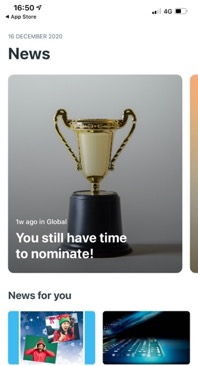 16:50
4G
App Store
16 DECEMBER 2020
News
1w ago in Global
You still have time
to nominate!
News for you